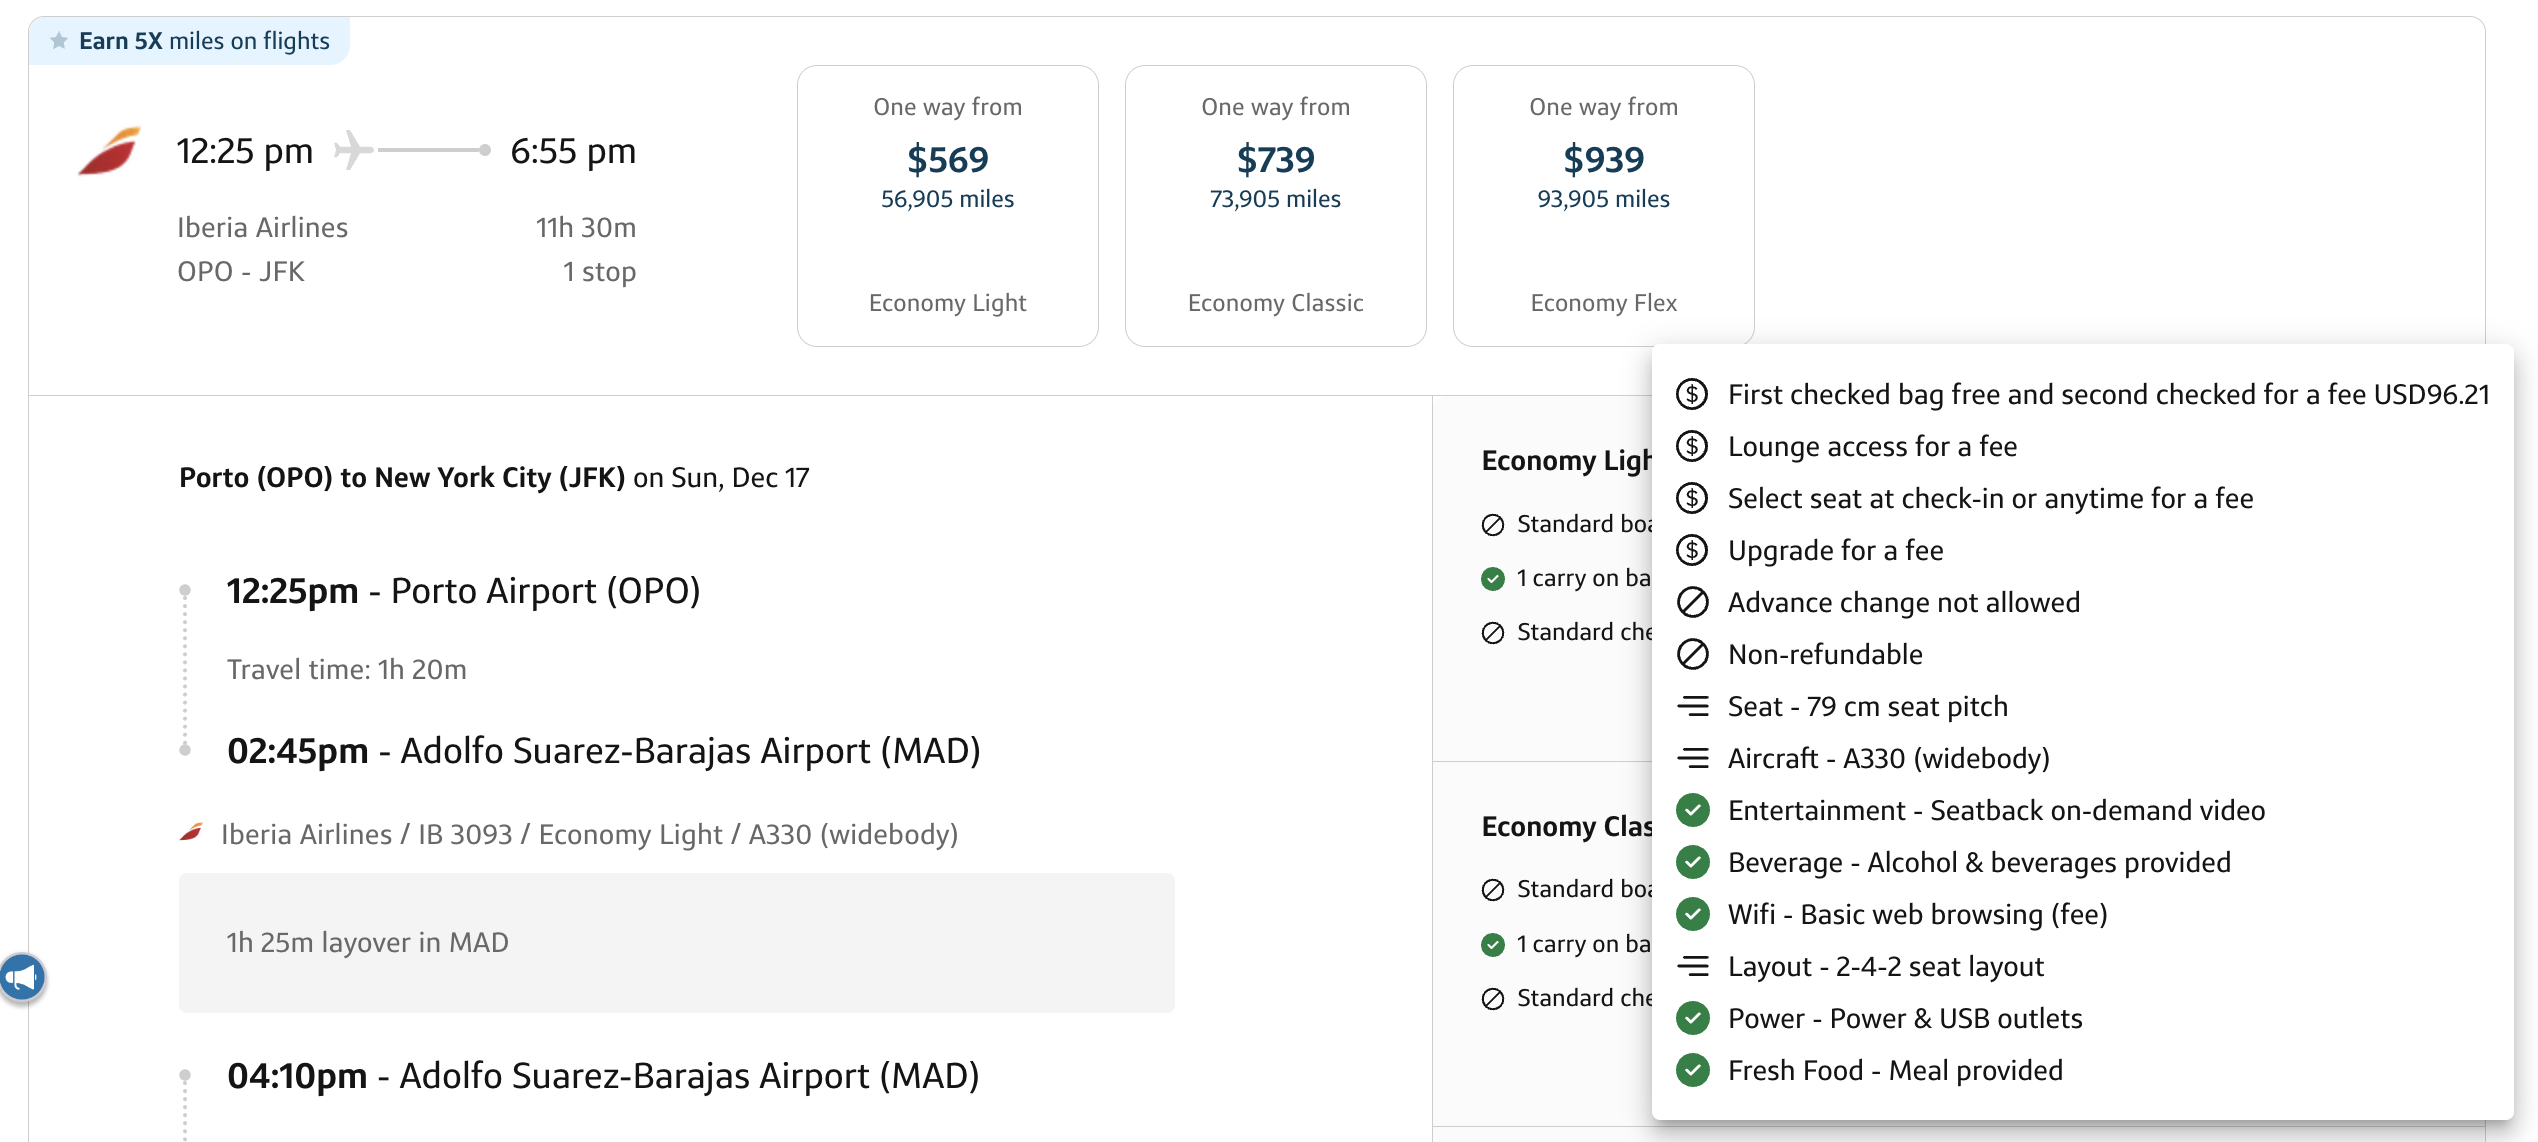 Earn 5X miles on flights
12:25 pm
6:55 pm
Iberia Airlines
11h 30m
OPO - JFK
1 stop
One way from
$569
56,905 miles
Economy Light
One way from
$739
73,905 miles
Economy Classic
One way from
$939
93,905 miles
Economy Flex
Porto (OPO) to New York City (JFK) on Sun, Dec 17
12:25pm - Porto Airport (OPO)
Travel time: 1h 20m
02:45pm - Adolfo Suarez-Barajas Airport (MAD)
Iberia Airlines / IB 3093 / Economy Light / A330 (widebody)
1h 25m layover in MAD
04:10pm - Adolfo Suarez-Barajas Airport (MAD)
Economy
Standard
1 carry on
Standard
Economy
Standard
1 carry on
Standard
First checked bag free and second checked for a fee USD96.21
Lounge access for a fee
Select seat at check-in or anytime for a fee
Upgrade for a fee
Advance change not allowed
Non-refundable
Seat - 79 cm seat pitch
Aircraft - A330 (widebody)
Entertainment - Seatback on-demand video
Beverage - Alcohol & beverages provided
Wifi - Basic web browsing (fee)
Layout - 2-4-2 seat layout
Power - Power & USB outlets
Fresh Food - Meal provided